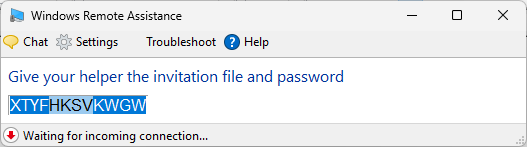 Windows Remote Assistance
Chat Settings Troubleshoot ? Help
Give your helper the invitation file and password
XTYFHKSVKWGW
Waiting for incoming connection...